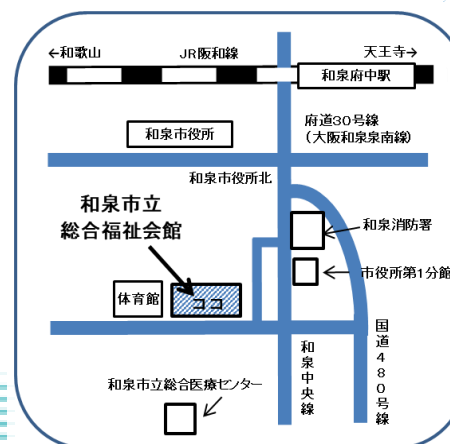 ←和歌山
JR阪和線
天王寺→
和泉府中駅
府道30号線
(大阪和泉泉南線)
和泉市役所
和泉市役所北
和泉市立
総合福祉会館
和泉消防署
市役所第1分館
体育館
ココ
和泉中央線
国道480号線
和泉市立総合医療センター